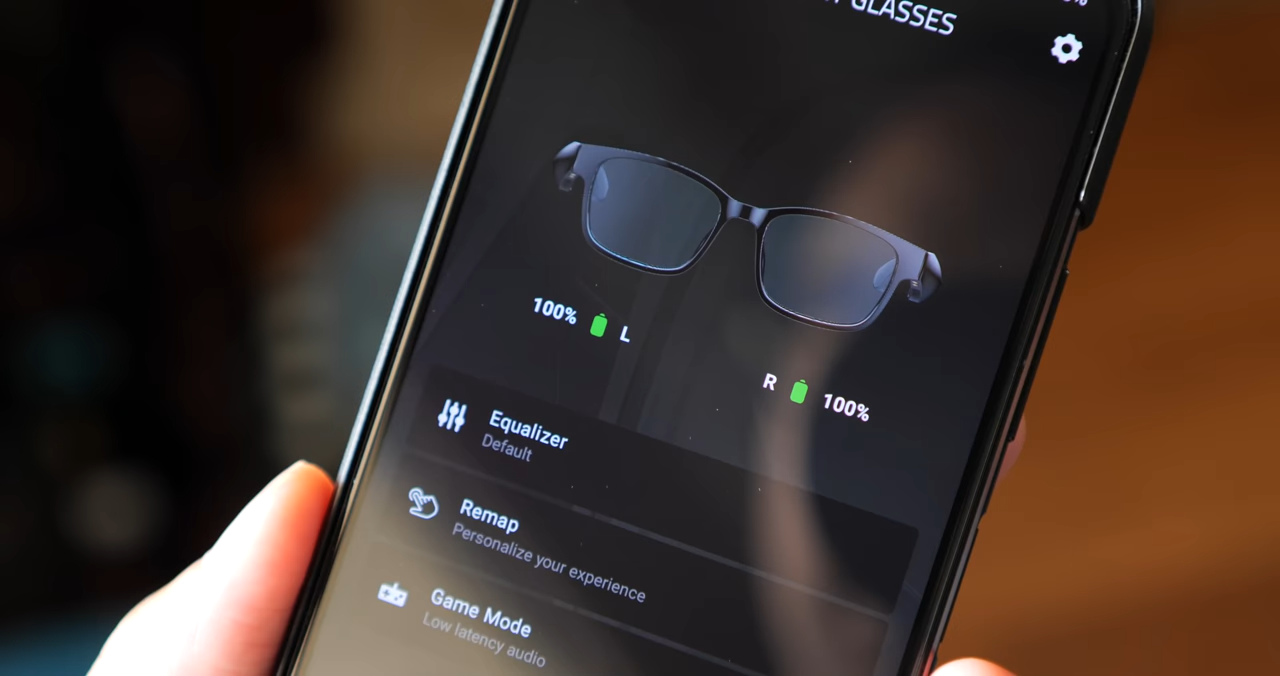 GLASSES
100% L
R 100%
Equalizer
Default
Remap
Personalize your experience
Game Mode
Low latency audio